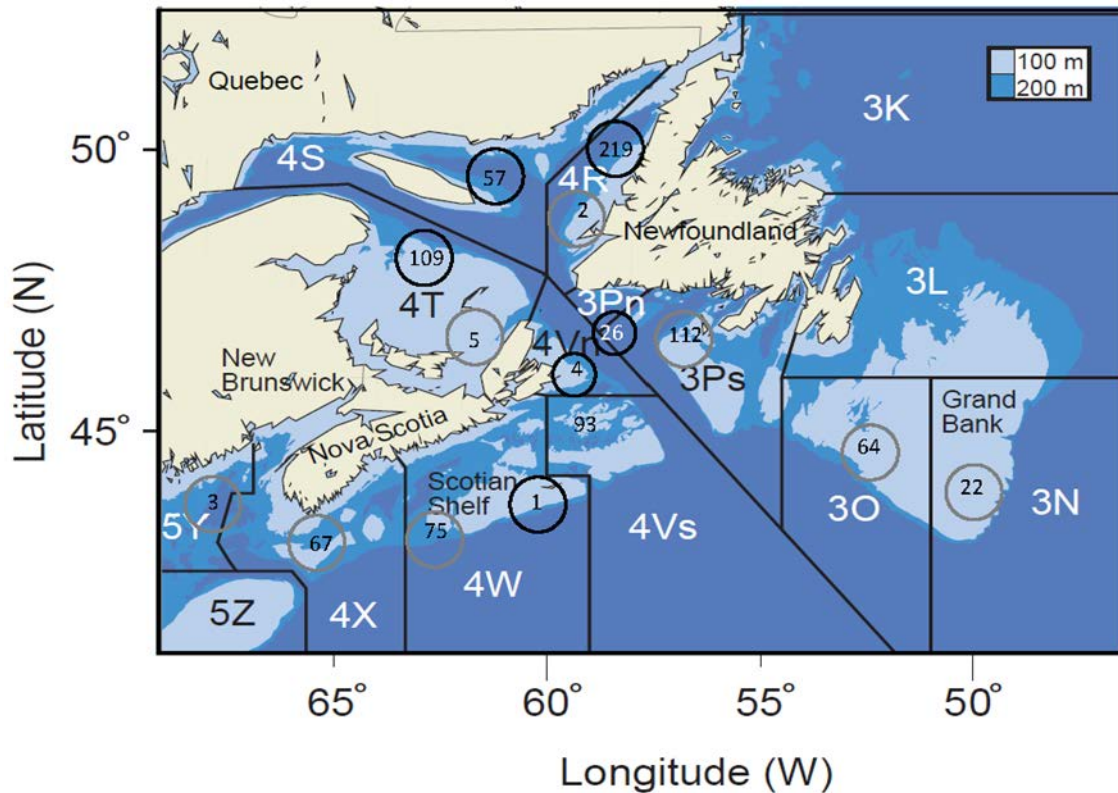 100 m
200 m
Quebec
3K
50°
4S
219
57
4R
2
Newfoundland
109
3L
4T
3Pn
26
112
5
4Vn
4
3Ps
New
Brunswick
45°
93
Grand
Bank
Nova Scotia
64
Scotian
Shelf
1
22
3
5Y
75
3O
3N
67
4Vs
4W
5Z
4X
65°
60°
55°
50°
Latitude (N)
Longitude (W)